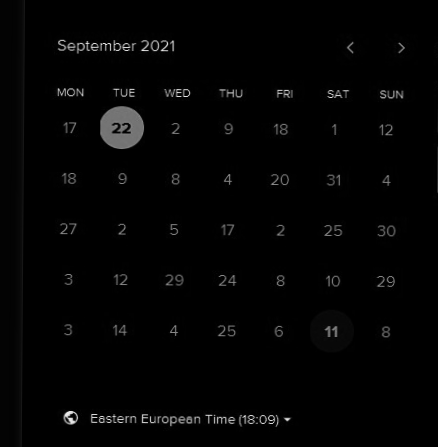 September 2021
MON TUE WED THU FRI SAT SUN
17 22 2 9 18 1 12
18 9 8 4 20 31 4
27 2 5 17 2 25 30
3 12 29 24 8 10 29
3 14 4 25 6 11 8
Eastern European Time (18:09)